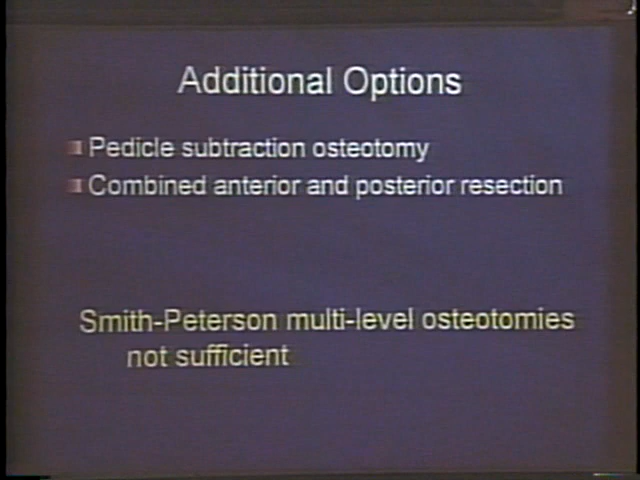 Additional Options
Pedicle subtraction osteotomy
Combined anterior and posterior resection
Smith-Peterson multi-level osteotomies
not sufficient